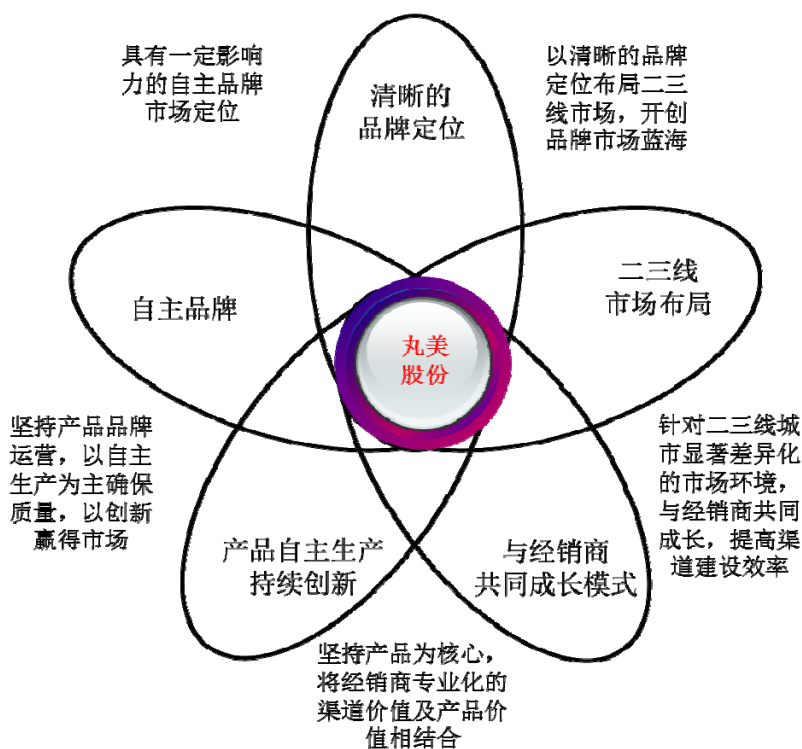 具有一定影响
力的自主品牌
市场定位
清晰的
品牌定位
以清晰的品牌
定位布局二三
线市场，开创
品牌市场蓝海
自主品牌
二三线
市场布局
丸美
股份
坚持产品品牌
运营，以自主
生产为主确保
质量，以创新
赢得市场
针对二三线城
市显著差异化
的市场环境，
与经销商共同
成长，提高渠
道建设效率
产品自主生产
持续创新
与经销商
共同成长模式
坚持产品为核心，
将经销商专业化的
渠道价值及产品价
值相结合